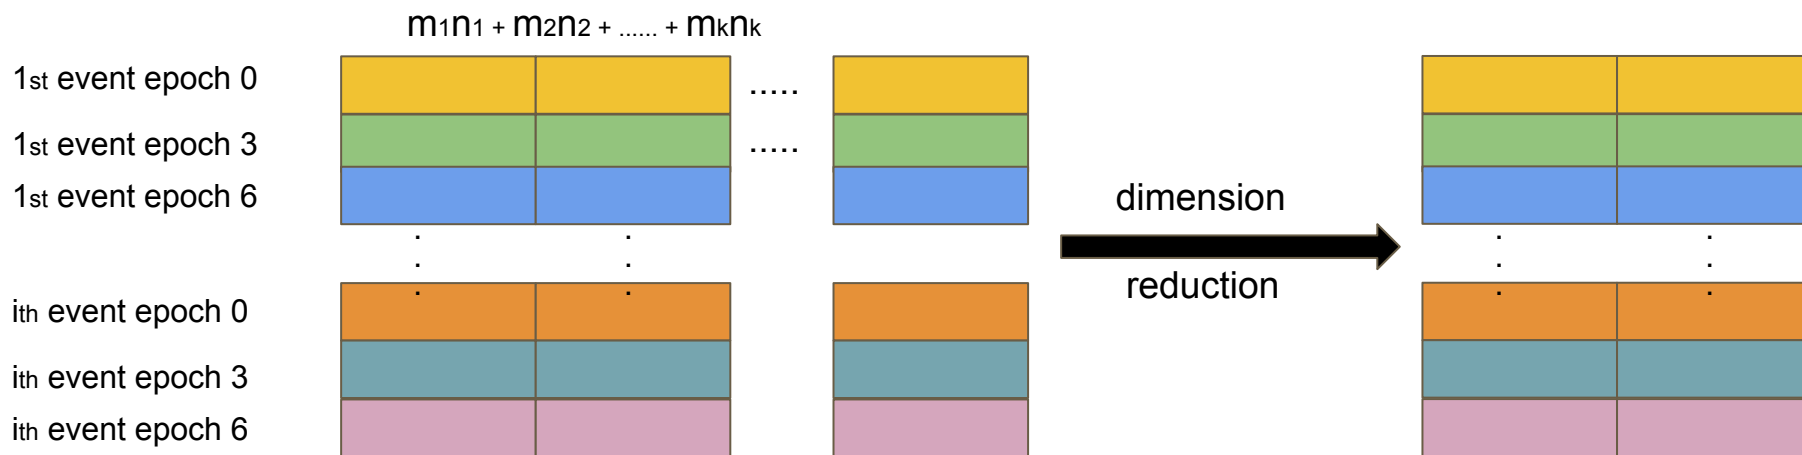 m1n1 + m2n2 + ...... + mknk
1st event epoch 0
.....
1st event epoch 3
.....
1st event epoch 6
dimension
reduction
ith event epoch 0
ith event epoch 3
ith event epoch 6